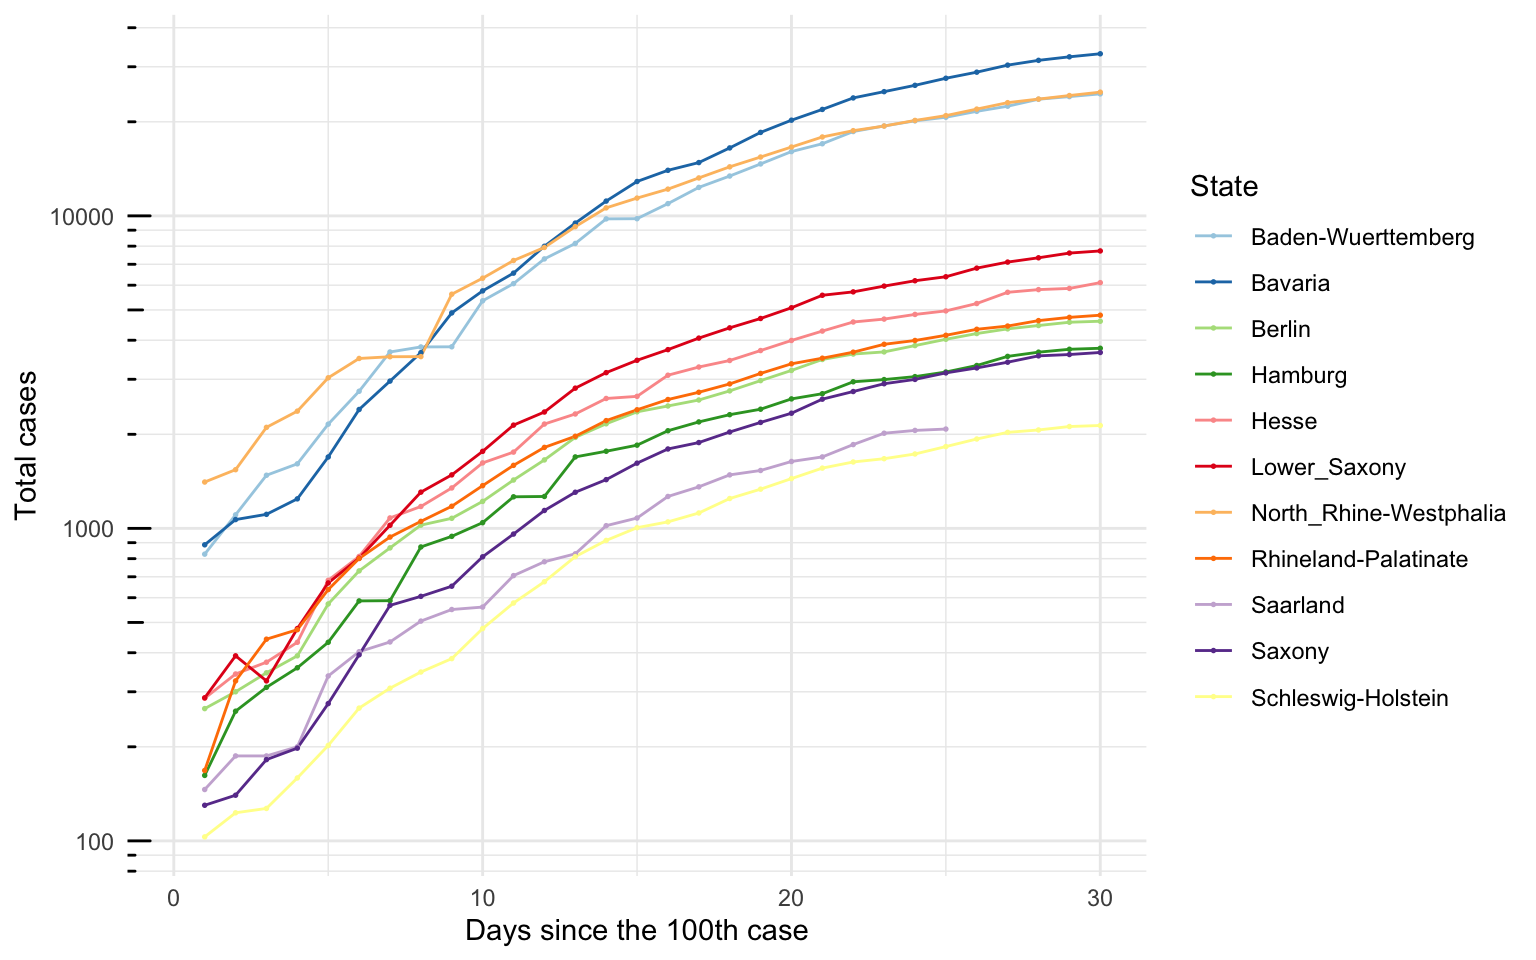 Total cases
10000
1000
100
0 10 20 30
Days since the 100th case
State
Baden-Wuerttemberg
Bavaria
Berlin
Hamburg
Hesse
Lower_Saxony
North_Rhine-Westphalia
Rhineland-Palatinate
Saarland
Saxony
Schleswig-Holstein